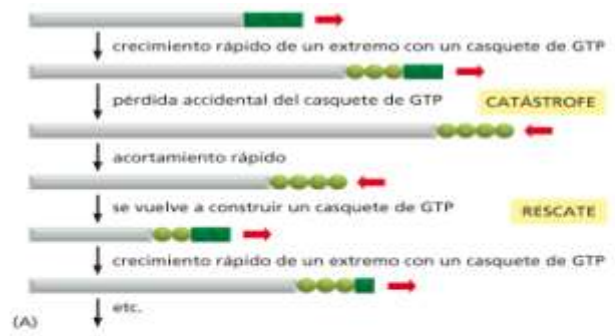 crecimiento rápido de un extremo con un casquete de GTP
pérdida accidental del casquete de GTP
CATÁSTROFE
acortamiento rápido
se vuelve a construir un casquete de GTP
RESCATE
crecimiento rápido de un extremo con un casquete de GTP
etc.
(A)